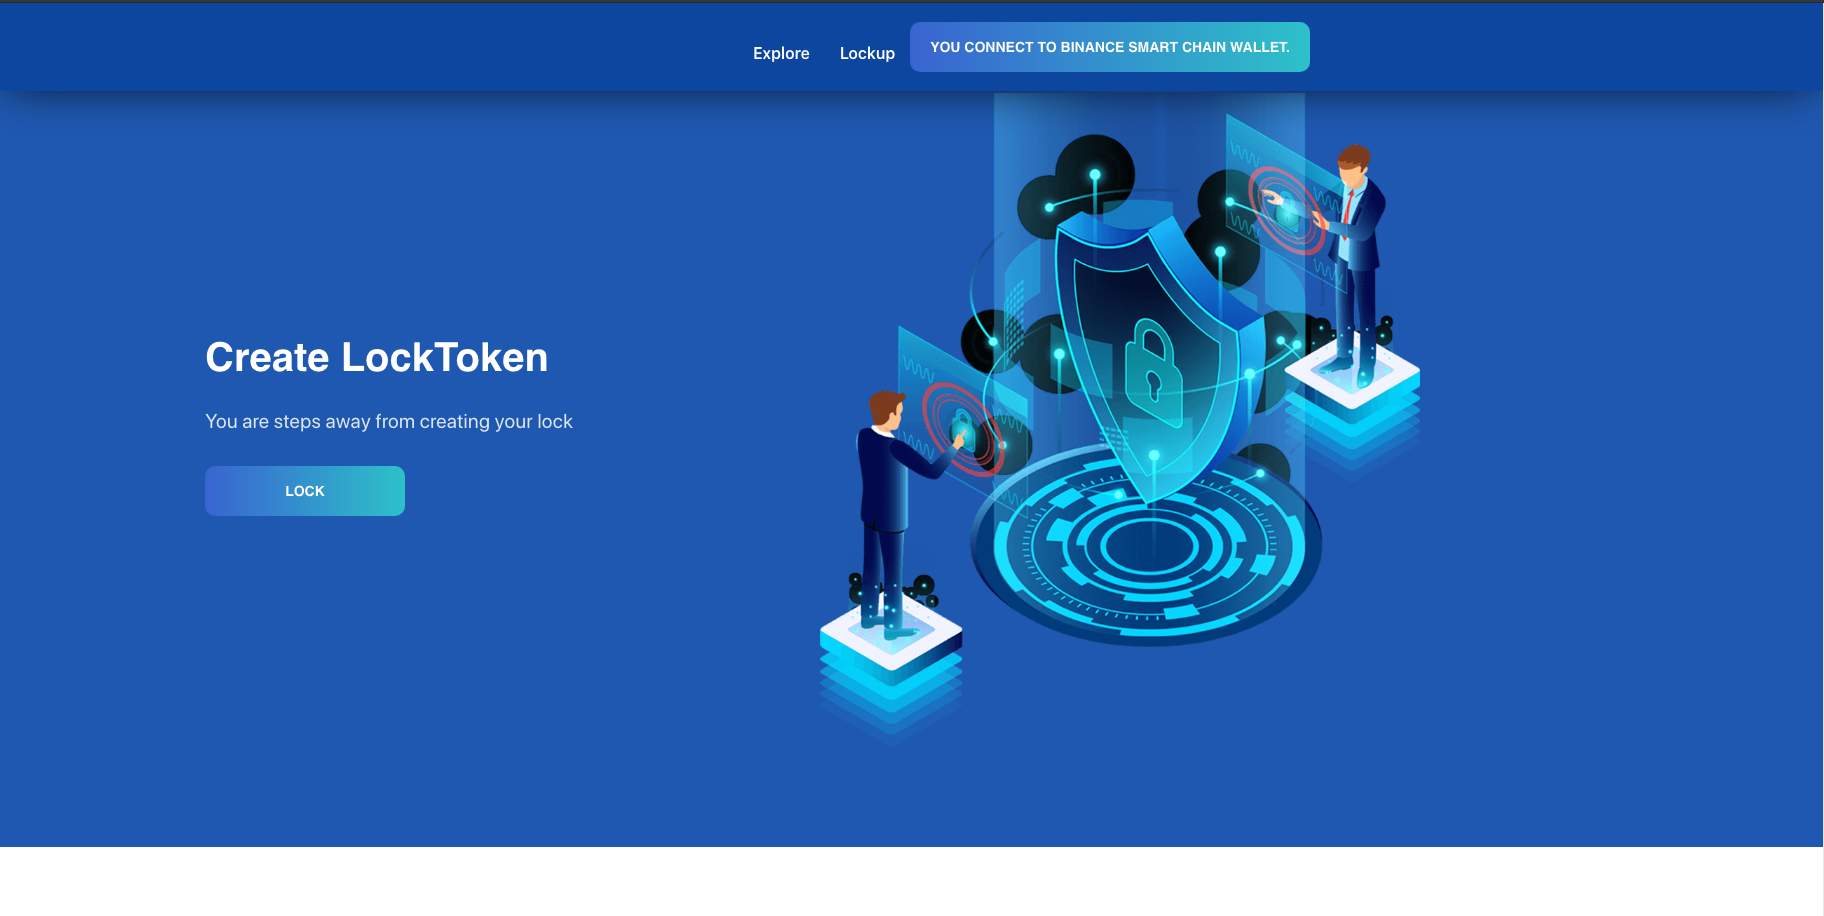 Explore
Lockup
YOU CONNECT TO BINANCE SMART CHAIN WALLET.
Create LockToken
You are steps away from creating your lock
LOCK